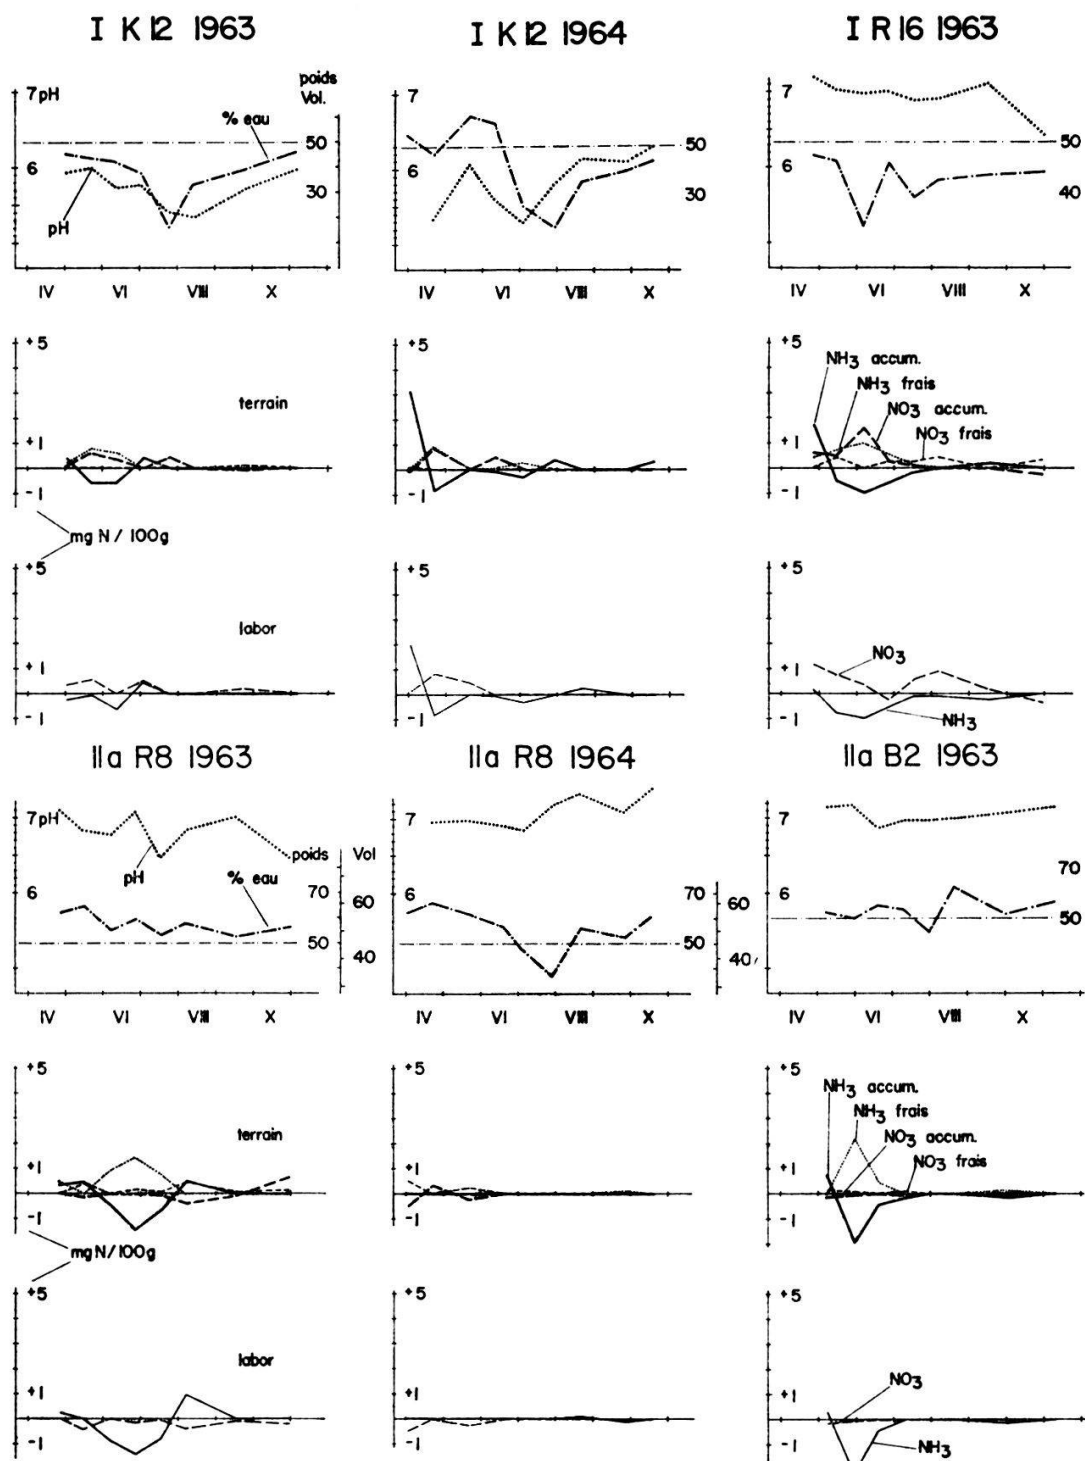 I K12 1963
I K12 1964
I R16 1963
7 pH
poids
Vol.
% eau
50
6
30
pH
IV VI VIII X
7
50
6
30
IV VI VIII X
7
50
6
40
IV VI VIII X
+5
terrain
+1
-1
+5
+1
-1
+5
NH3 accum.
NH3 frais
NO3 accum.
NO3 frais
+1
-1
mg N / 100g
+5
labor
+1
-1
+5
+1
-1
+5
NO3
+1
-1
NH3
IIa R8 1963
IIa R8 1964
IIa B2 1963
7 pH
poids Vol
pH
% eau
6
70
60
50
40
IV VI VIII X
7
6
70
60
50
40
IV VI VIII X
7
70
6
50
IV VI VIII X
+5
terrain
+1
-1
+5
+1
-1
+5
NH3 accum.
NH3 frais
NO3 accum.
NO3 frais
+1
-1
mg N/100g
+5
labor
+1
-1
+5
+1
-1
+5
+1
NO3
-1
NH3